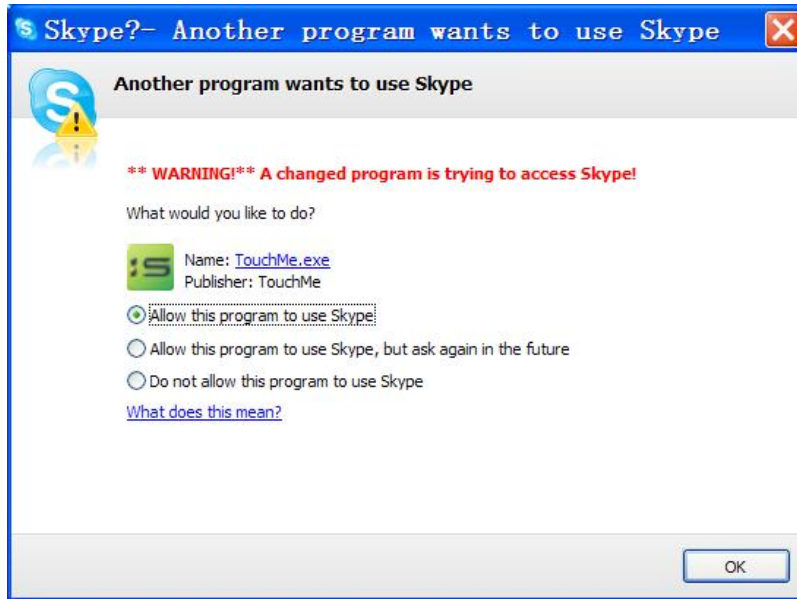 Skype?- Another program wants to use Skype
Another program wants to use Skype
** WARNING!** A changed program is trying to access Skype!
What would you like to do?
Name: TouchMe.exe
Publisher: TouchMe
Allow this program to use Skype
Allow this program to use Skype, but ask again in the future
Do not allow this program to use Skype
What does this mean?
OK